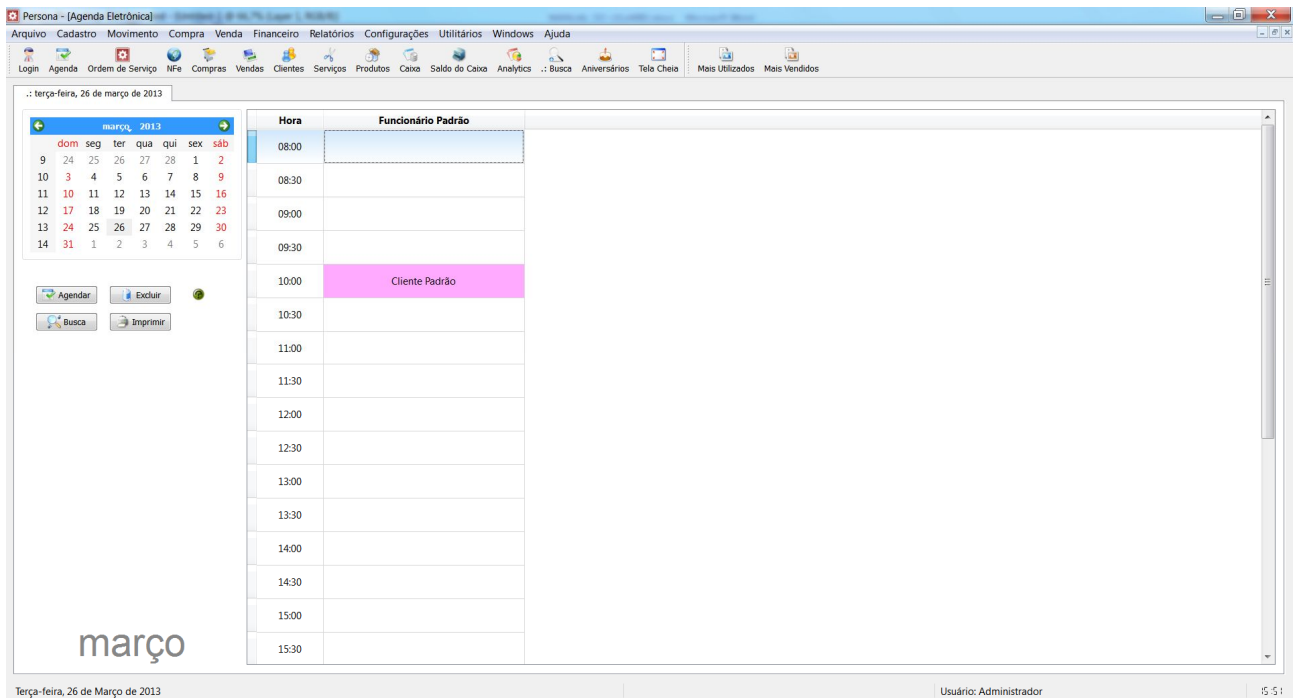 Persona - [Agenda Eletrônica]
Arquivo Cadastro Movimento Compra Venda Financeiro Relatórios Configurações Utilitários Windows Ajuda
Login Agenda Ordem de Serviço NFe Compras Vendas Clientes Serviços Produtos Caixa Saldo do Caixa Analytics .: Busca Aniversários Tela Cheia Mais Utilizados Mais Vendidos
.: terça-feira, 26 de março de 2013
março, 2013
dom seg ter qua qui sex sáb
9 24 25 26 27 28 1 2
10 3 4 5 6 7 8 9
11 10 11 12 13 14 15 16
12 17 18 19 20 21 22 23
13 24 25 26 27 28 29 30
14 31 1 2 3 4 5 6
Agendar Excluir
Busca Imprimir
março
Hora Funcionário Padrão
08:00
08:30
09:00
09:30
10:00 Cliente Padrão
10:30
11:00
11:30
12:00
12:30
13:00
13:30
14:00
14:30
15:00
15:30
Terça-feira, 26 de Março de 2013 Usuário: Administrador